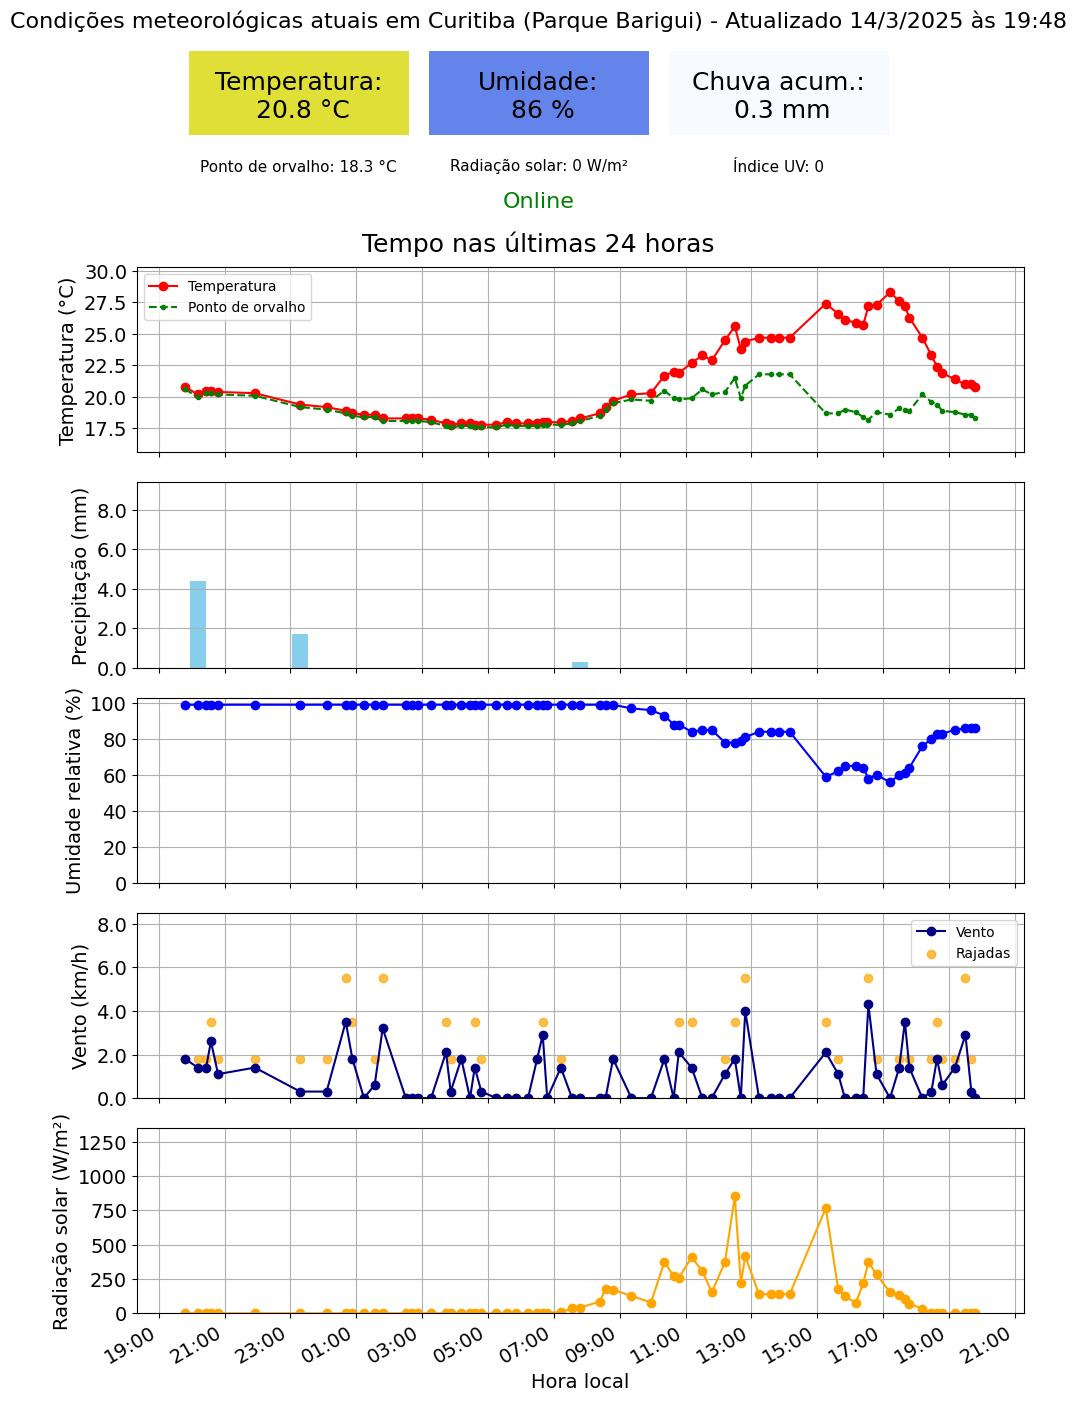 Condições meteorológicas atuais em Curitiba (Parque Barigui) - Atualizado 14/3/2025 às 19:48
Temperatura:
20.8 °C
Umidade:
86 %
Chuva acum.:
0.3 mm
Ponto de orvalho: 18.3 °C
Radiação solar: 0 W/m²
Índice UV: 0
Online
Tempo nas últimas 24 horas
Temperatura (°C)
30.0
27.5
25.0
22.5
20.0
17.5
Temperatura
Ponto de orvalho
Precipitação (mm)
8.0
6.0
4.0
2.0
0.0
Umidade relativa (%)
100
80
60
40
20
0
Vento (km/h)
8.0
6.0
4.0
2.0
0.0
Vento
Rajadas
Radiação solar (W/m²)
1250
1000
750
500
250
0
19:00
21:00
23:00
01:00
03:00
05:00
07:00
09:00
11:00
13:00
15:00
17:00
19:00
21:00
Hora local